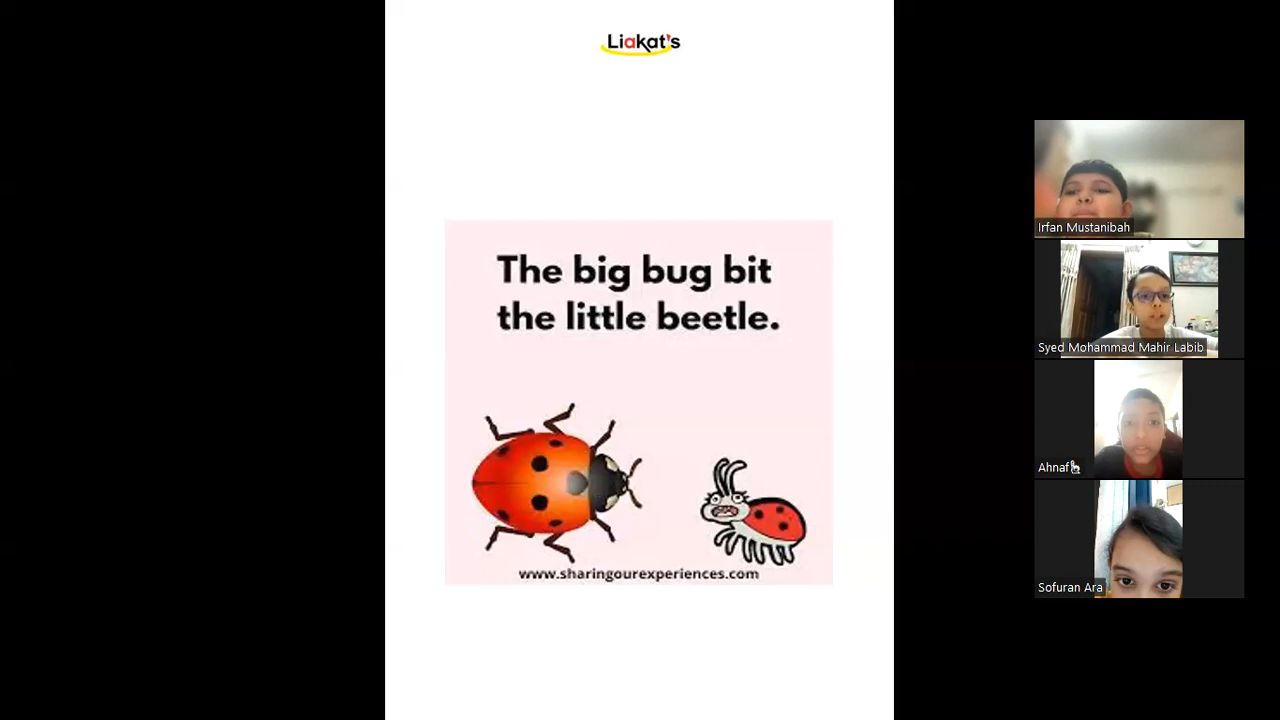 Liakat's
The big bug bit
the little beetle.
www.sharingourexperiences.com
Irfan Mustanibah
Syed Mohammad Mahir Labib
Ahnaf
Sofuran Ara